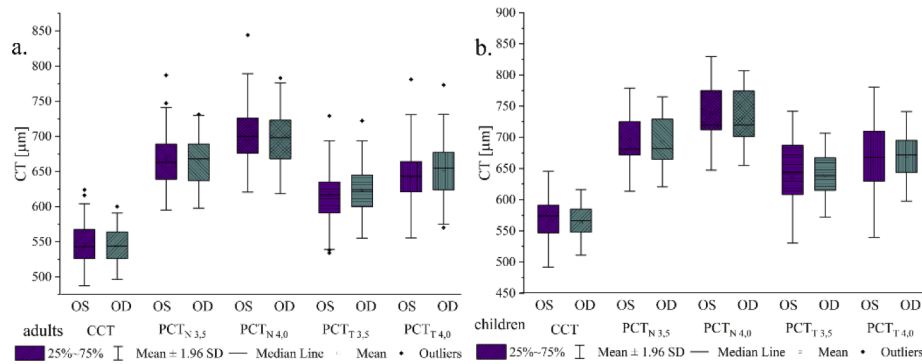 a.
CT [µm]
850
800
750
700
650
600
550
500
OS OD OS OD OS OD OS OD OS OD
adults CCT PCTN 3,5 PCTN 4,0 PCTT 3,5 PCTT 4,0
25%~75% Mean ± 1.96 SD Median Line Mean Outliers
b.
CT [µm]
900
850
800
750
700
650
600
550
500
450
OS OD OS OD OS OD OS OD OS OD
children CCT PCTN 3,5 PCTN 4,0 PCTT 3,5 PCTT 4,0
25%~75% Mean ± 1.96 SD Median Line Mean Outliers